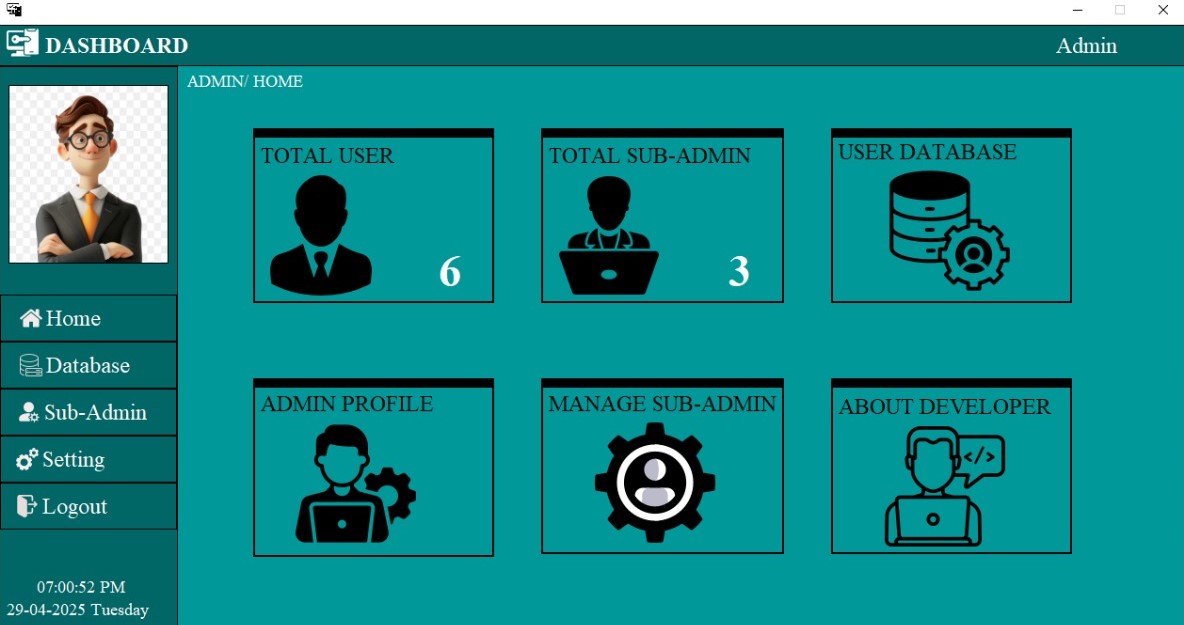 DASHBOARD
Admin
ADMIN/ HOME
TOTAL USER
6
TOTAL SUB-ADMIN
3
USER DATABASE
ADMIN PROFILE
MANAGE SUB-ADMIN
ABOUT DEVELOPER
</>
Home
Database
Sub-Admin
Setting
Logout
07:00:52 PM
29-04-2025 Tuesday